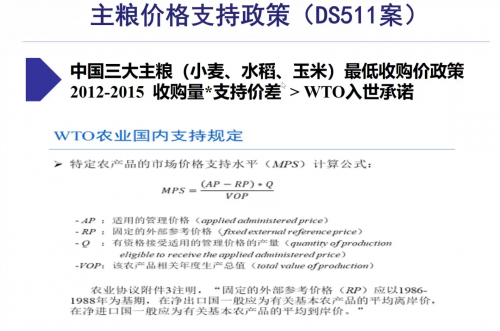 主粮价格支持政策（DS511案）
中国三大主粮（小麦、水稻、玉米）最低收购价政策
2012-2015 收购量*支持价差 > WTO入世承诺
WTO农业国内支持规定
➢ 特定农产品的市场价格支持水平（MPS）计算公式：
MPS = (AP − RP) * Q / VOP
- AP ：适用的管理价格（applied administered price）
- RP ：固定的外部参考价格（fixed external reference price）
- Q ：有资格接受适用的管理价格的产量（quantity of production
eligible to receive the applied administered price）
-VOP：该农产品相关年度生产总值（total value of production）
农业协议附件3注明，“固定的外部参考价格（RP）应以1986-
1988年为基期，在净出口国一般应为有关基本农产品的平均离岸价，
在净进口国一般应为有关基本农产品的平均到岸价。”